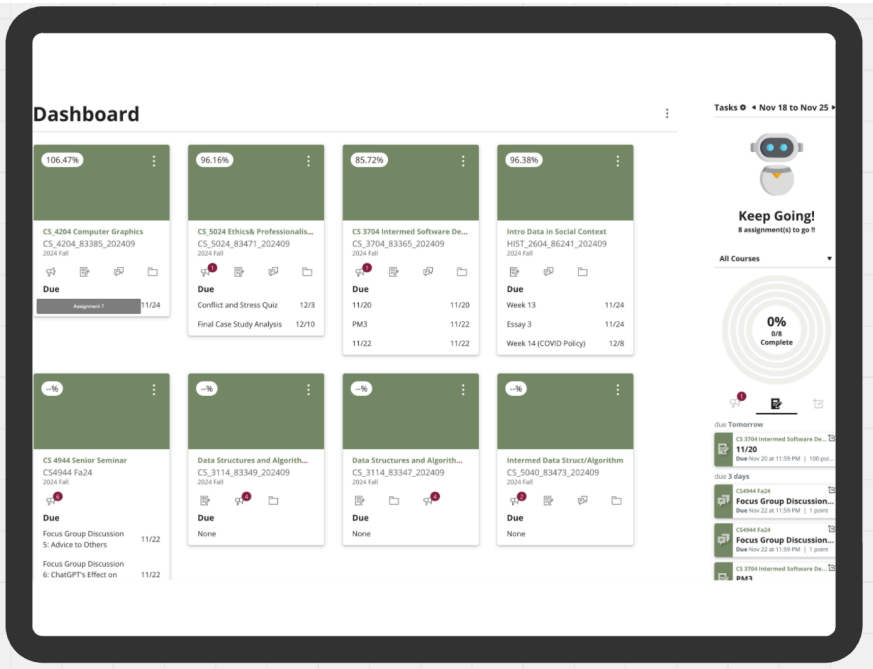 Dashboard
106.47%
CS_4204 Computer Graphics
CS_4204_83385_202409
2024 Fall
Due
Assignment 7 11/24
96.16%
CS_5024 Ethics& Professionalis...
CS_5024_83471_202409
2024 Fall
1
Due
Conflict and Stress Quiz 12/3
Final Case Study Analysis 12/10
85.72%
CS 3704 Intermed Software De...
CS_3704_83365_202409
2024 Fall
1
Due
11/20 11/20
PM3 11/22
11/22 11/22
96.38%
Intro Data in Social Context
HIST_2604_86241_202409
2024 Fall
Due
Week 13 11/24
Essay 3 11/24
Week 14 (COVID Policy) 12/8
--%
CS 4944 Senior Seminar
CS4944 Fa24
2024 Fall
6
Due
Focus Group Discussion
5: Advice to Others 11/22
Focus Group Discussion
6: ChatGPT's Effect on 11/22
--%
Data Structures and Algorith...
CS_3114_83349_202409
2024 Fall
4
Due
None
--%
Data Structures and Algorith...
CS_3114_83347_202409
2024 Fall
4
Due
None
--%
Intermed Data Struct/Algorithm
CS_5040_83473_202409
2024 Fall
2
Due
None
Tasks Nov 18 to Nov 25
Keep Going!
8 assignment(s) to go !!
All Courses
0%
0/8
Complete
1
due Tomorrow
CS 3704 Intermed Software De...
11/20
Due Nov 20 at 11:59 PM | 100 poi...
due 3 days
CS4944 Fa24
Focus Group Discussion...
Due Nov 22 at 11:59 PM | 1 point
CS4944 Fa24
Focus Group Discussion...
Due Nov 22 at 11:59 PM | 1 point
CS 3704 Intermed Software De...
PM3